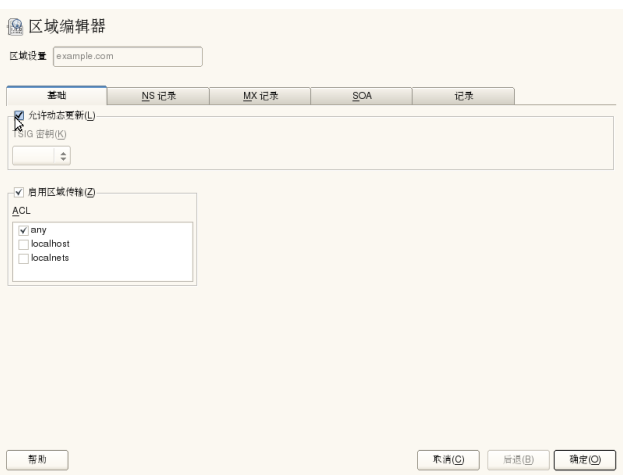 区域编辑器
区域设置 example.com
基础 NS 记录 MX 记录 SOA 记录
允许动态更新(L)
TSIG 密钥(K)
启用区域传输(Z)
ACL
any
localhost
localnets
帮助 取消(C) 后退(B) 确定(O)